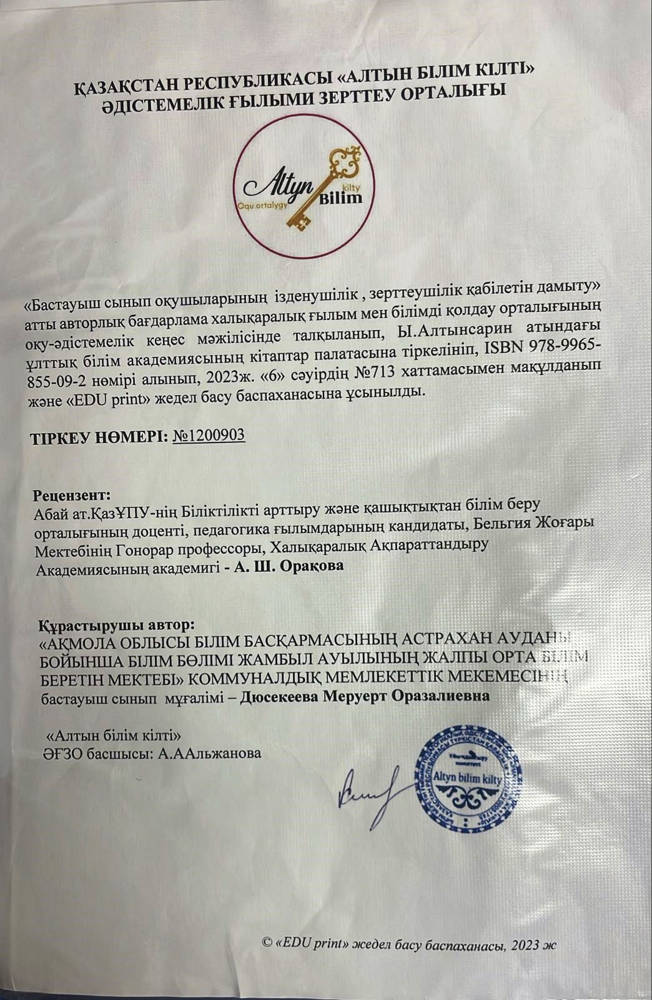 ҚАЗАҚСТАН РЕСПУБЛИКАСЫ «АЛТЫН БІЛІМ КІЛТІ»
ӘДІСТЕМЕЛІК ҒЫЛЫМИ ЗЕРТТЕУ ОРТАЛЫҒЫ
Altyn
kilty
Bilim
Oqu ortalygy
«Бастауыш сынып оқушыларының ізденушілік , зерттеушілік қабілетін дамыту»
атты авторлық бағдарлама халықаралық ғылым мен білімді қолдау орталығының
оқу-әдістемелік кеңес мәжілісінде талқыланып, Ы.Алтынсарин атындағы
ұлттық білім академиясының кітаптар палатасына тіркелініп, ISBN 978-9965-
855-09-2 нөмірі алынып, 2023ж. «6» сәуірдің №713 хаттамасымен мақұлданып
және «EDU print» жедел басу баспаханасына ұсынылды.
ТІРКЕУ НӨМЕРІ: №1200903
Рецензент:
Абай ат.ҚазҰПУ-нің Біліктілікті арттыру және қашықтықтан білім беру
орталығының доценті, педагогика ғылымдарының кандидаты, Бельгия Жоғары
Мектебінің Гонорар профессоры, Халықаралық Ақпараттандыру
Академиясының академигі - А. Ш. Орақова
Құрастырушы автор:
«АҚМОЛА ОБЛЫСЫ БІЛІМ БАСҚАРМАСЫНЫҢ АСТРАХАН АУДАНЫ
БОЙЫНША БІЛІМ БӨЛІМІ ЖАМБЫЛ АУЫЛЫНЫҢ ЖАЛПЫ ОРТА БІЛІМ
БЕРЕТІН МЕКТЕБІ» КОММУНАЛДЫҚ МЕМЛЕКЕТТІК МЕКЕМЕСІНІҢ
бастауыш сынып мұғалімі – Дюсекеева Меруерт Оразалиевна
«Алтын білім кілті»
ӘҒЗО басшысы: А.ААльжанова
Altyn bilim kilty
© «EDU print» жедел басу баспаханасы, 2023 ж